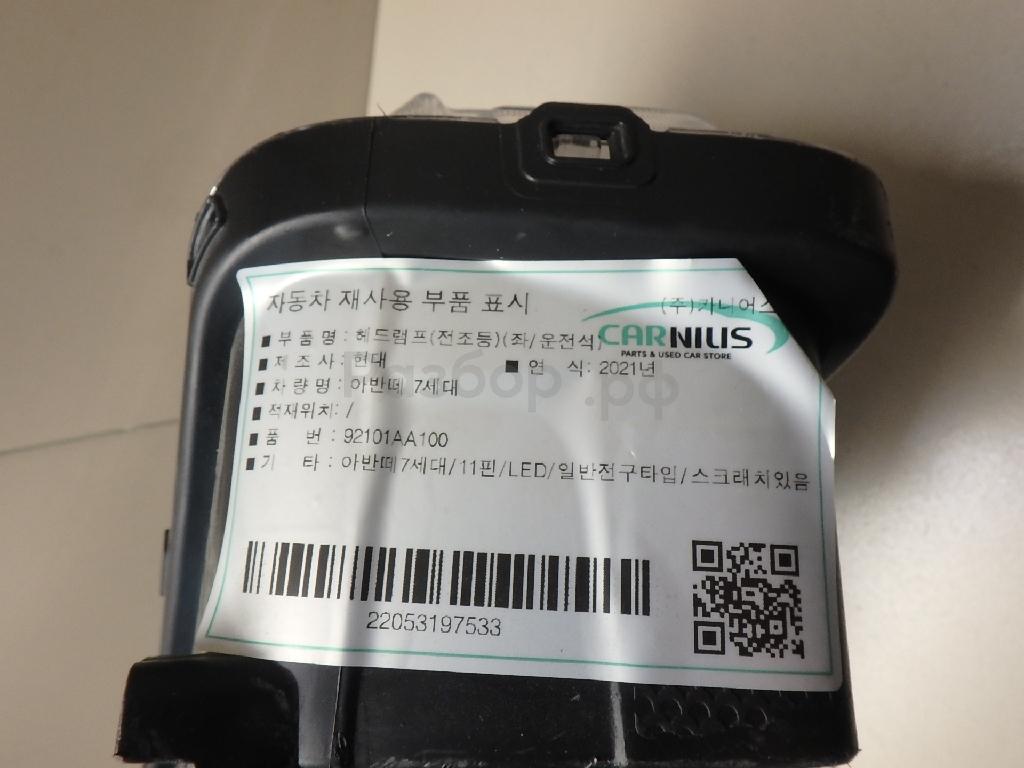 자동차 재사용 부품 표시
(주)카니어스
CARNILIS
PARTS & USED CAR STORE
■ 부 품 명 : 헤드램프(전조등)(좌/운전석)
■ 제 조 사 : 현대 ■ 연 식: 2021년
■ 차 량 명 : 아반떼 7세대
■ 적재위치: /
■ 품 번 : 92101AA100
■ 기 타 : 아반떼7세대/11핀/LED/일반전구타입/스크래치있음
22053197533
Разбор.рф